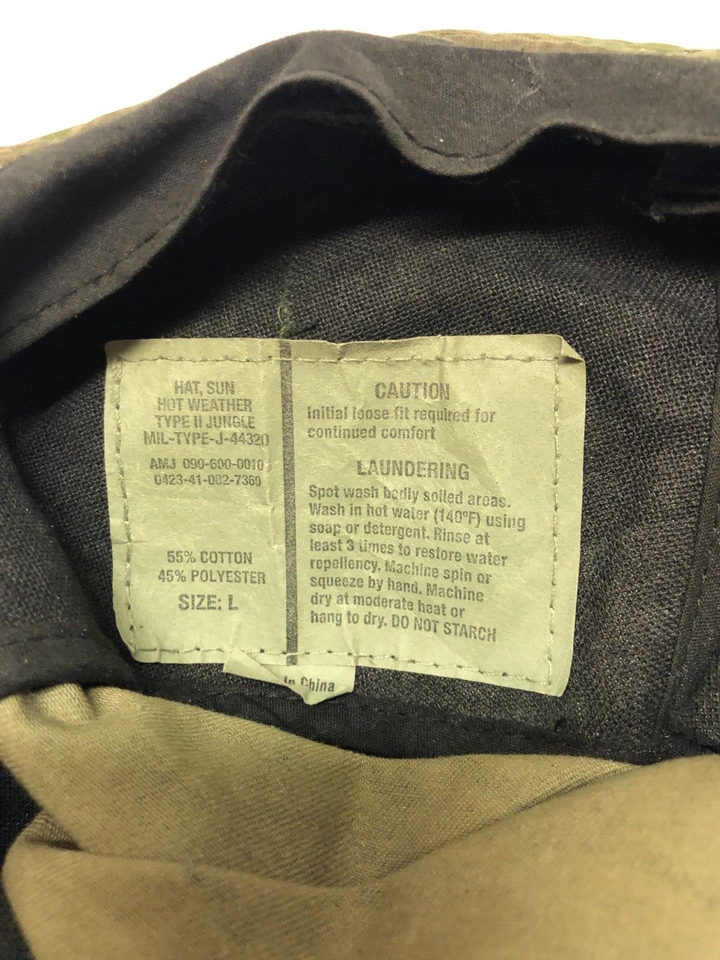 HAT, SUN
HOT WEATHER
TYPE II JUNGLE
MIL-TYPE-J-44320
AMJ 090-600-0010
0423-41-082-7360
55% COTTON
45% POLYESTER
SIZE: L
CAUTION
Initial loose fit required for
continued comfort
LAUNDERING
Spot wash badly soiled areas.
Wash in hot water (140°F) using
soap or detergent. Rinse at
least 3 times to restore water
repellency. Machine spin or
squeeze by hand. Machine
dry at moderate heat or
hang to dry. DO NOT STARCH
in China